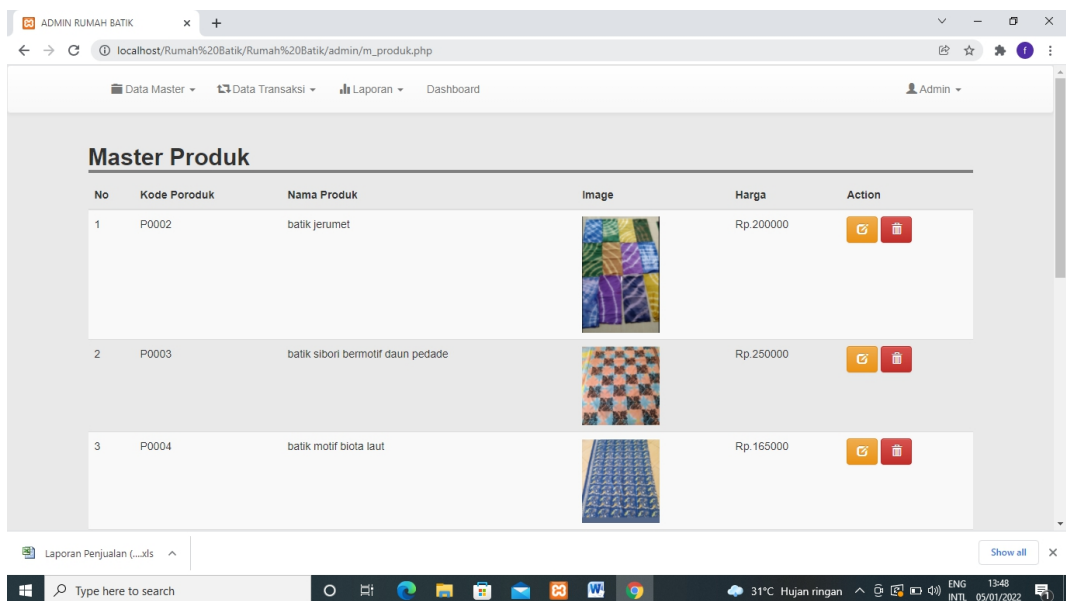 ADMIN RUMAH BATIK
localhost/Rumah%20Batik/Rumah%20Batik/admin/m_produk.php
f
Data Master Data Transaksi Laporan Dashboard Admin
Master Produk
No Kode Poroduk Nama Produk Image Harga Action
1 P0002 batik jerumet Rp.200000
2 P0003 batik sibori bermotif daun pedade Rp.250000
3 P0004 batik motif biota laut Rp.165000
Laporan Penjualan (....xls Show all
Type here to search 31°C Hujan ringan ENG 13:48
INTL 05/01/2022